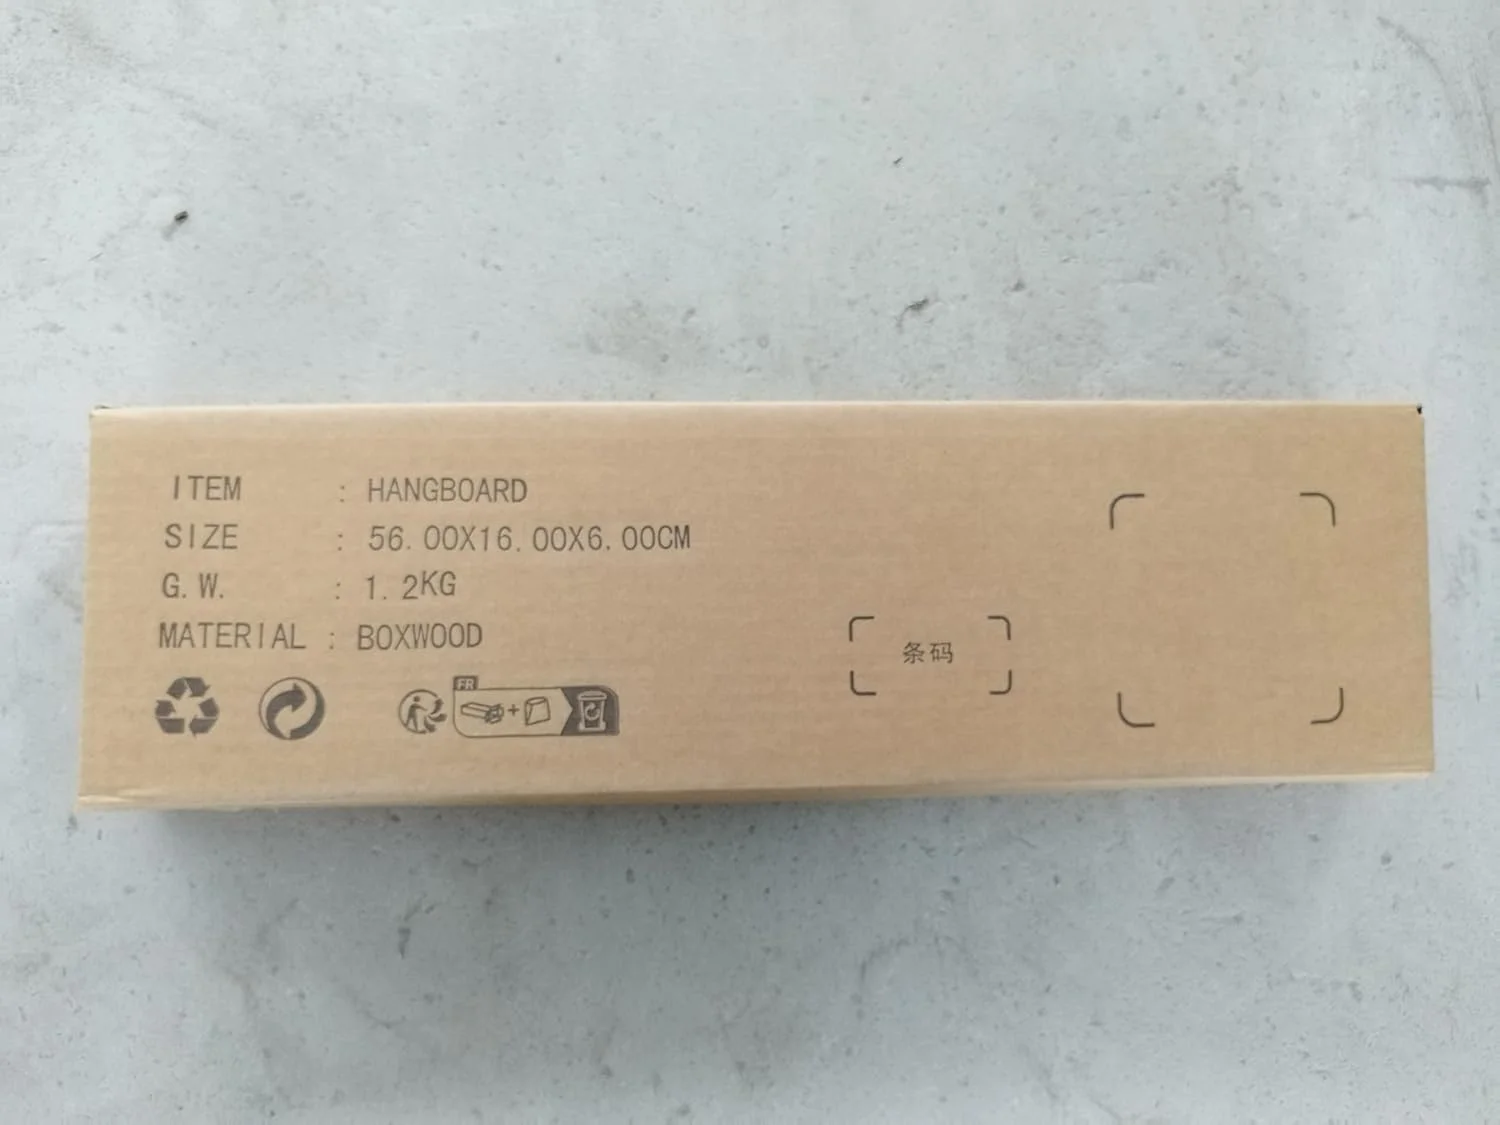 ITEM : HANGBOARD
SIZE : 56.00X16.00X6.00CM
G.W. : 1.2KG
MATERIAL : BOXWOOD
条码
FR